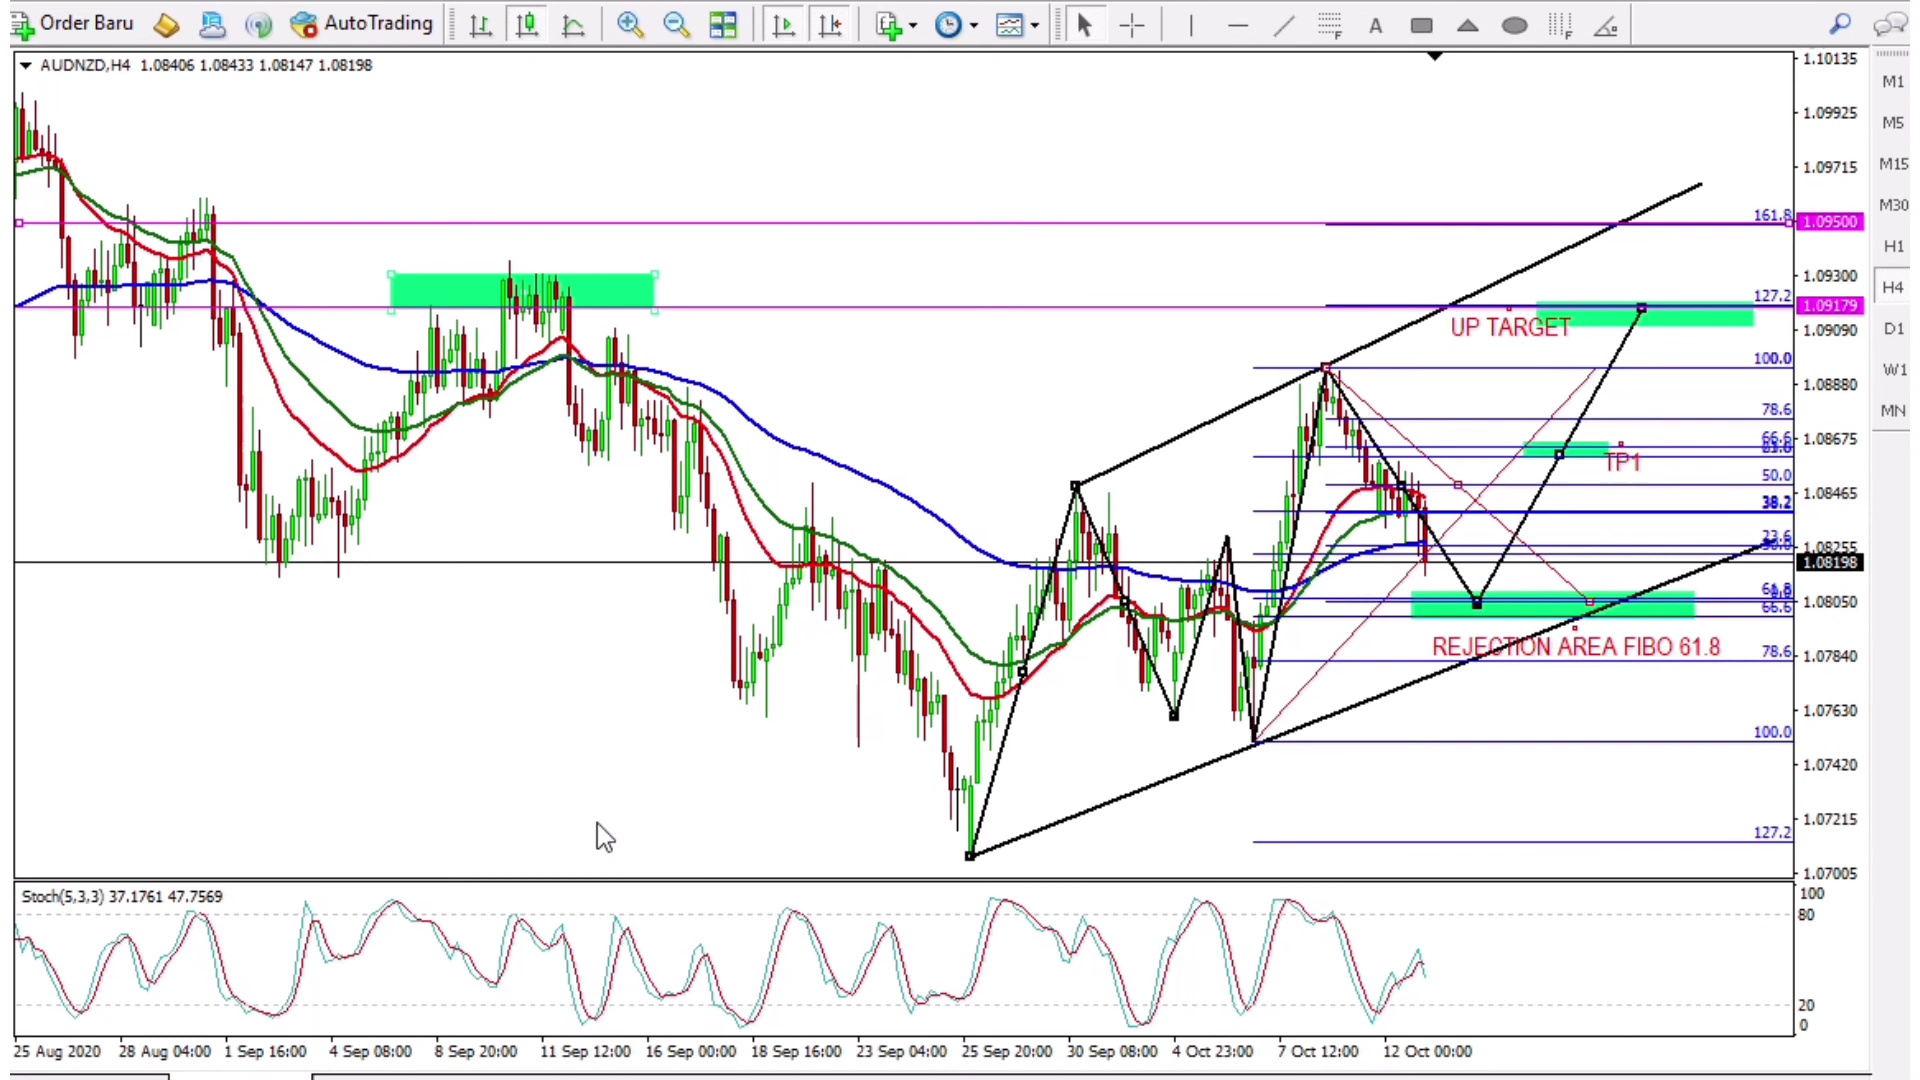 Order Baru
AutoTrading
A
F
F
AUDNZD,H4 1.08406 1.08433 1.08147 1.08198
1.10135
1.09925
1.09715
161.8
1.09500
1.09300
127.2
1.09179
UP TARGET
1.09090
100.0
1.08880
78.6
1.08675
66.6
TP1
50.0
1.08465
38.2
23.6
1.08255
1.08198
61.8
1.08050
66.6
REJECTION AREA FIBO 61.8
78.6
1.07840
1.07630
100.0
1.07420
1.07215
127.2
1.07005
M1
M5
M15
M30
H1
H4
D1
W1
MN
Stoch(5,3,3) 37.1761 47.7569
100
80
20
0
25 Aug 2020
28 Aug 04:00
1 Sep 16:00
4 Sep 08:00
8 Sep 20:00
11 Sep 12:00
16 Sep 00:00
18 Sep 16:00
23 Sep 04:00
25 Sep 20:00
30 Sep 08:00
4 Oct 23:00
7 Oct 12:00
12 Oct 00:00